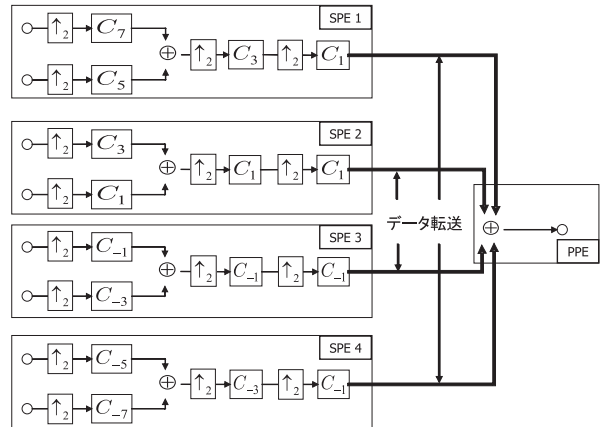 SPE 1
↑2 C7
⊕ ↑2 C3 ↑2 C1
↑2 C5
SPE 2
↑2 C3
⊕ ↑2 C1 ↑2 C1
↑2 C1
データ転送
⊕
PPE
SPE 3
↑2 C−1
⊕ ↑2 C−1 ↑2 C−1
↑2 C−3
SPE 4
↑2 C−5
⊕ ↑2 C−3 ↑2 C−1
↑2 C−7